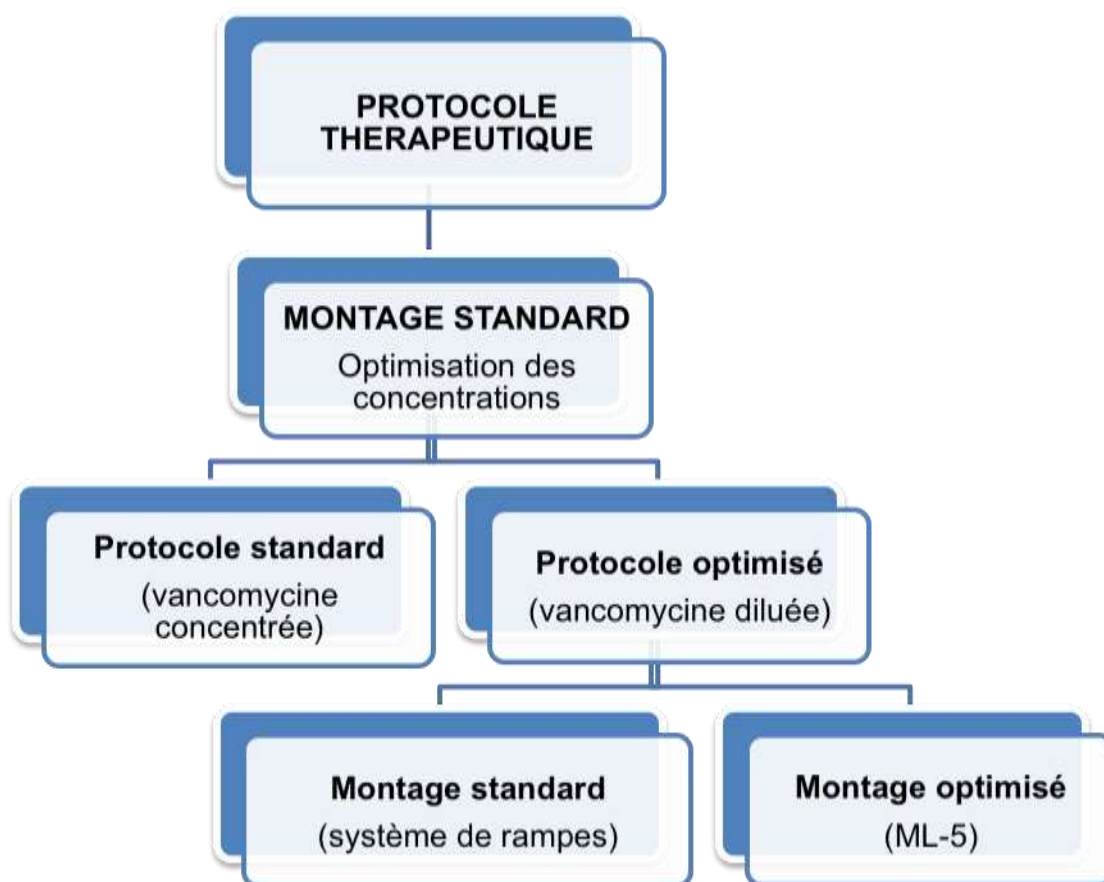 PROTOCOLE
THERAPEUTIQUE
MONTAGE STANDARD
Optimisation des
concentrations
Protocole standard
(vancomycine
concentrée)
Protocole optimisé
(vancomycine diluée)
Montage standard
(système de rampes)
Montage optimisé
(ML-5)